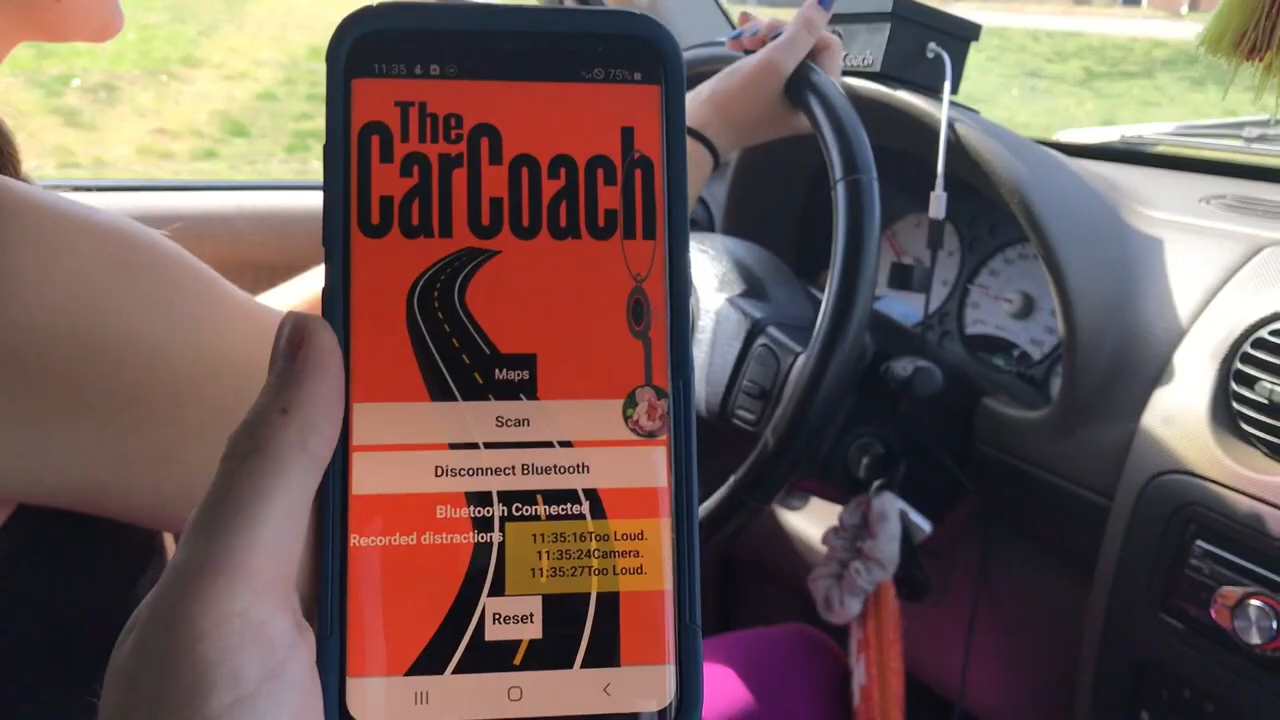 11:35
75%
The
CarCoach
Coach
Maps
Scan
Disconnect Bluetooth
Bluetooth Connected
Recorded distractions
11:35:16Too Loud.
11:35:24Camera.
11:35:27Too Loud.
Reset